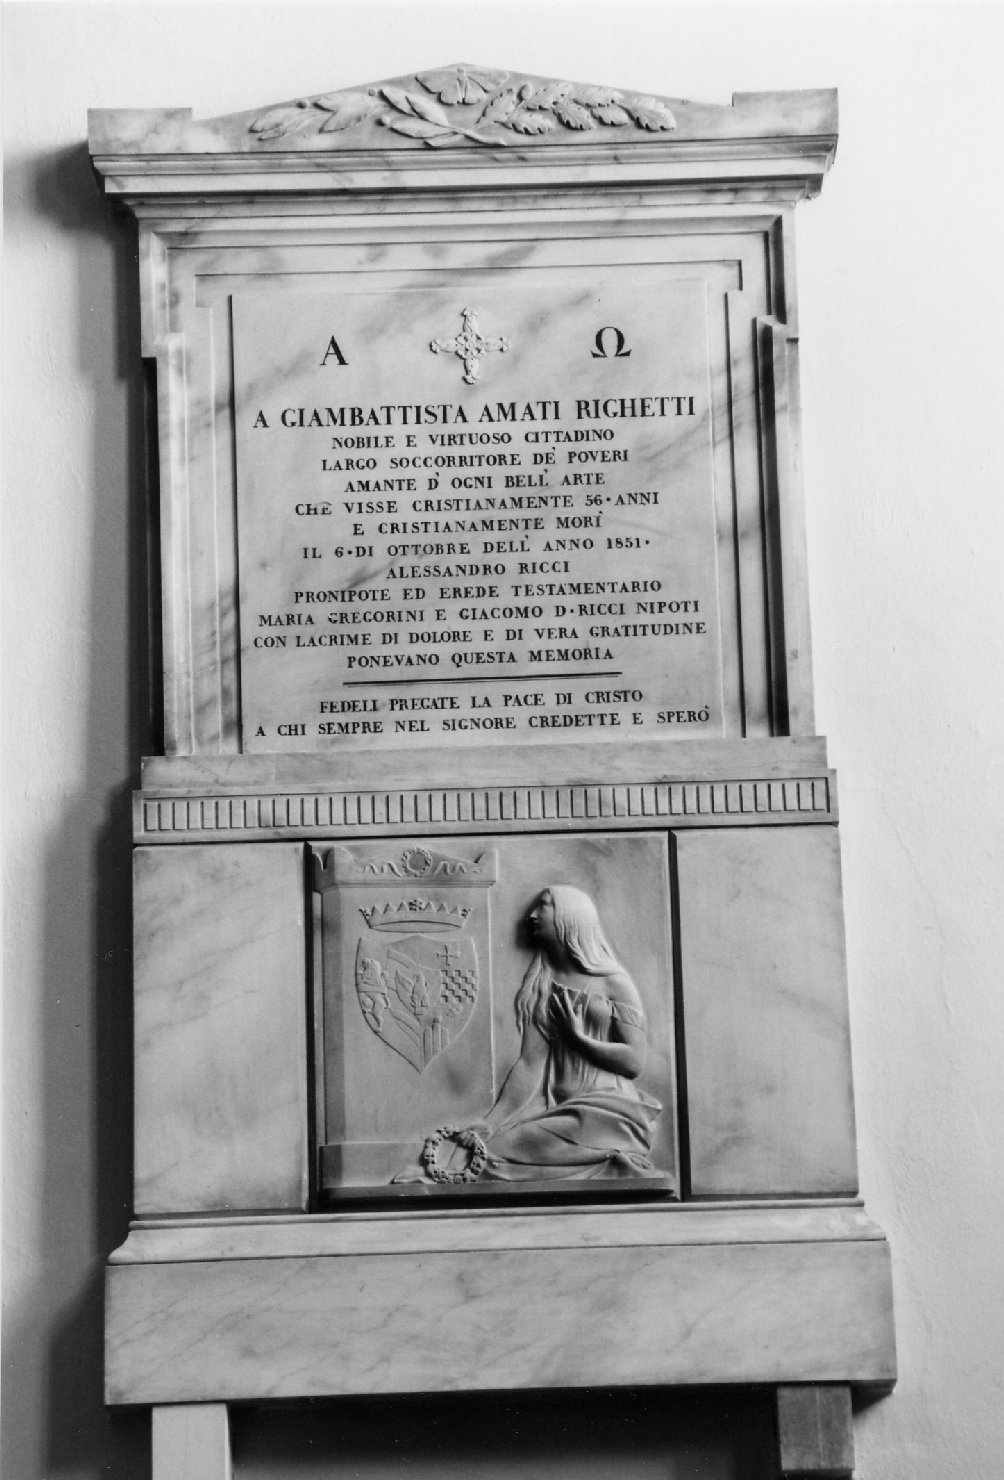 Α Ω
A GIAMBATTISTA AMATI RIGHETTI
NOBILE E VIRTUOSO CITTADINO
LARGO SOCCORRITORE DE' POVERI
AMANTE D' OGNI BELL' ARTE
CHE VISSE CRISTIANAMENTE 56·ANNI
E CRISTIANAMENTE MORÌ
IL 6·DI OTTOBRE DELL' ANNO 1851·
ALESSANDRO RICCI
PRONIPOTE ED EREDE TESTAMENTARIO
MARIA GREGORINI E GIACOMO D·RICCI NIPOTI
CON LACRIME DI DOLORE E DI VERA GRATITUDINE
PONEVANO QUESTA MEMORIA
FEDELI PREGATE LA PACE DI CRISTO
A CHI SEMPRE NEL SIGNORE CREDETTE E SPERÒ